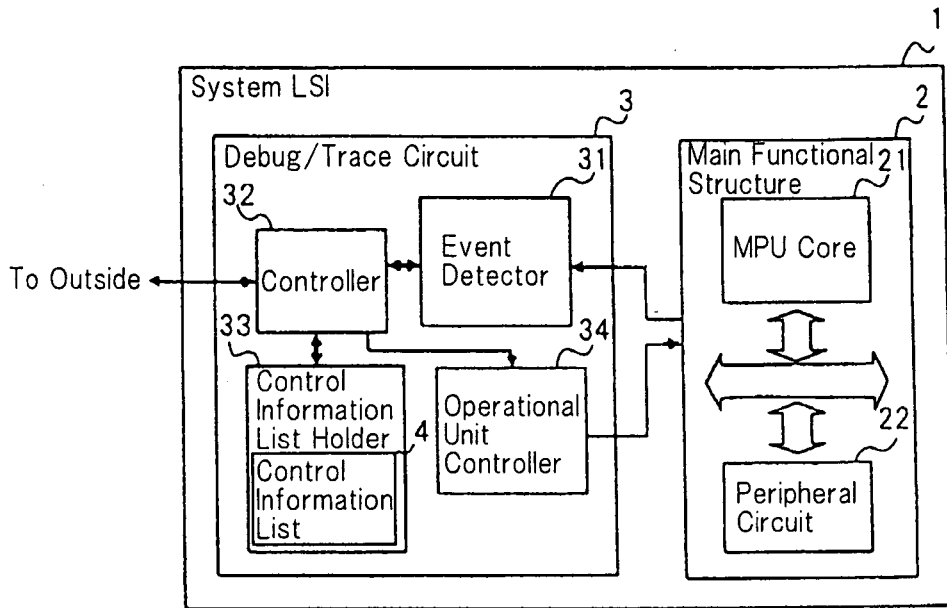 1
System LSI
3
2
Debug/Trace Circuit
31
Main Functional
Structure
21
32
Event
Detector
MPU Core
To Outside
Controller
33
34
Control
Information
List Holder
4
Operational
Unit
Controller
22
Control
Information
List
Peripheral
Circuit